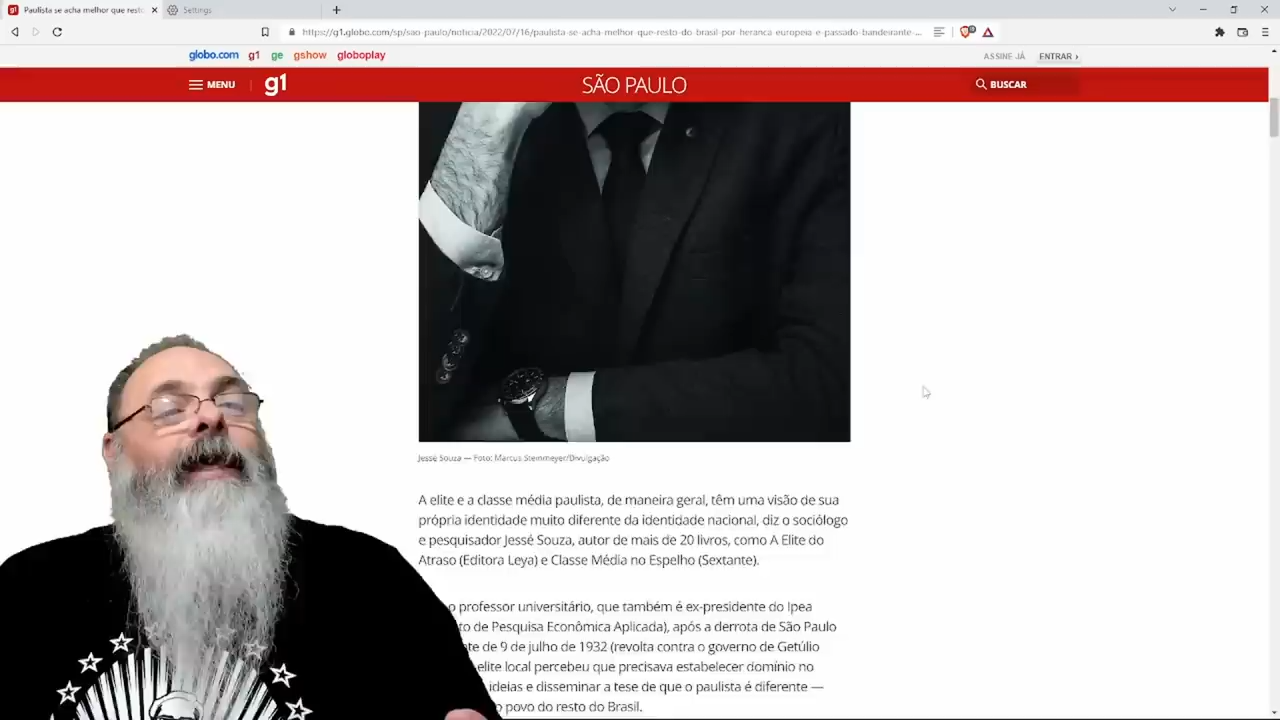 Paulista se acha melhor que rest
Settings
https://g1.globo.com/sp/sao-paulo/noticia/2022/07/16/paulista-se-acha-melhor-que-resto-do-brasil-por-heranca-europeia-e-passado-bandeirante-...
globo.com g1 ge gshow globoplay
ASSINE JÁ ENTRAR ›
MENU g1 SÃO PAULO BUSCAR
Jessé Souza — Foto: Marcus Steinmeyer/Divulgação
A elite e a classe média paulista, de maneira geral, têm uma visão de sua
própria identidade muito diferente da identidade nacional, diz o sociólogo
e pesquisador Jessé Souza, autor de mais de 20 livros, como A Elite do
Atraso (Editora Leya) e Classe Média no Espelho (Sextante).
o professor universitário, que também é ex-presidente do Ipea
to de Pesquisa Econômica Aplicada), após a derrota de São Paulo
te de 9 de julho de 1932 (revolta contra o governo de Getúlio
elite local percebeu que precisava estabelecer domínio no
ideias e disseminar a tese de que o paulista é diferente —
o povo do resto do Brasil.